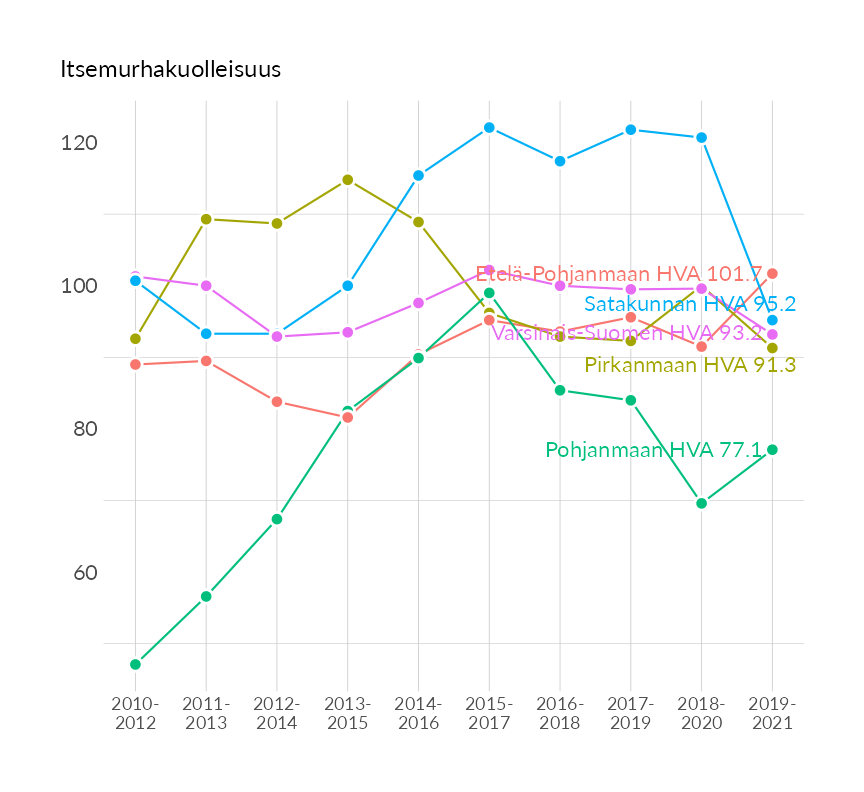 Itsemurhakuolleisuus
120
100
80
60
Etelä-Pohjanmaan HVA 101.7
Satakunnan HVA 95.2
Varsinais-Suomen HVA 93.2
Pirkanmaan HVA 91.3
Pohjanmaan HVA 77.1
2010- 2011- 2012- 2013- 2014- 2015- 2016- 2017- 2018- 2019-
2012 2013 2014 2015 2016 2017 2018 2019 2020 2021